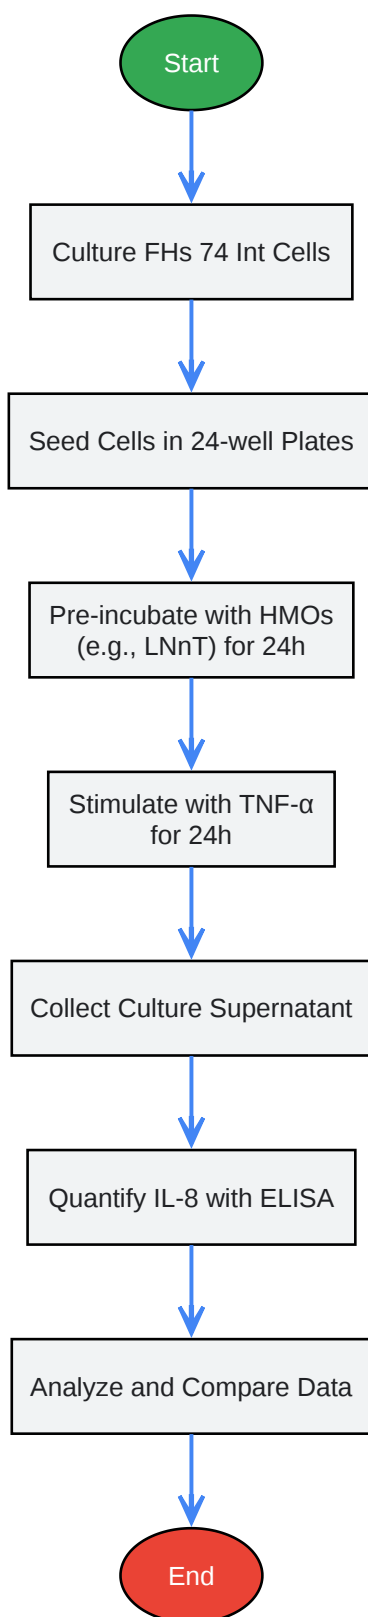 Start
Culture FHs 74 Int Cells
Seed Cells in 24-well Plates
Pre-incubate with HMOs
(e.g., LNnT) for 24h
Stimulate with TNF-α
for 24h
Collect Culture Supernatant
Quantify IL-8 with ELISA
Analyze and Compare Data
End